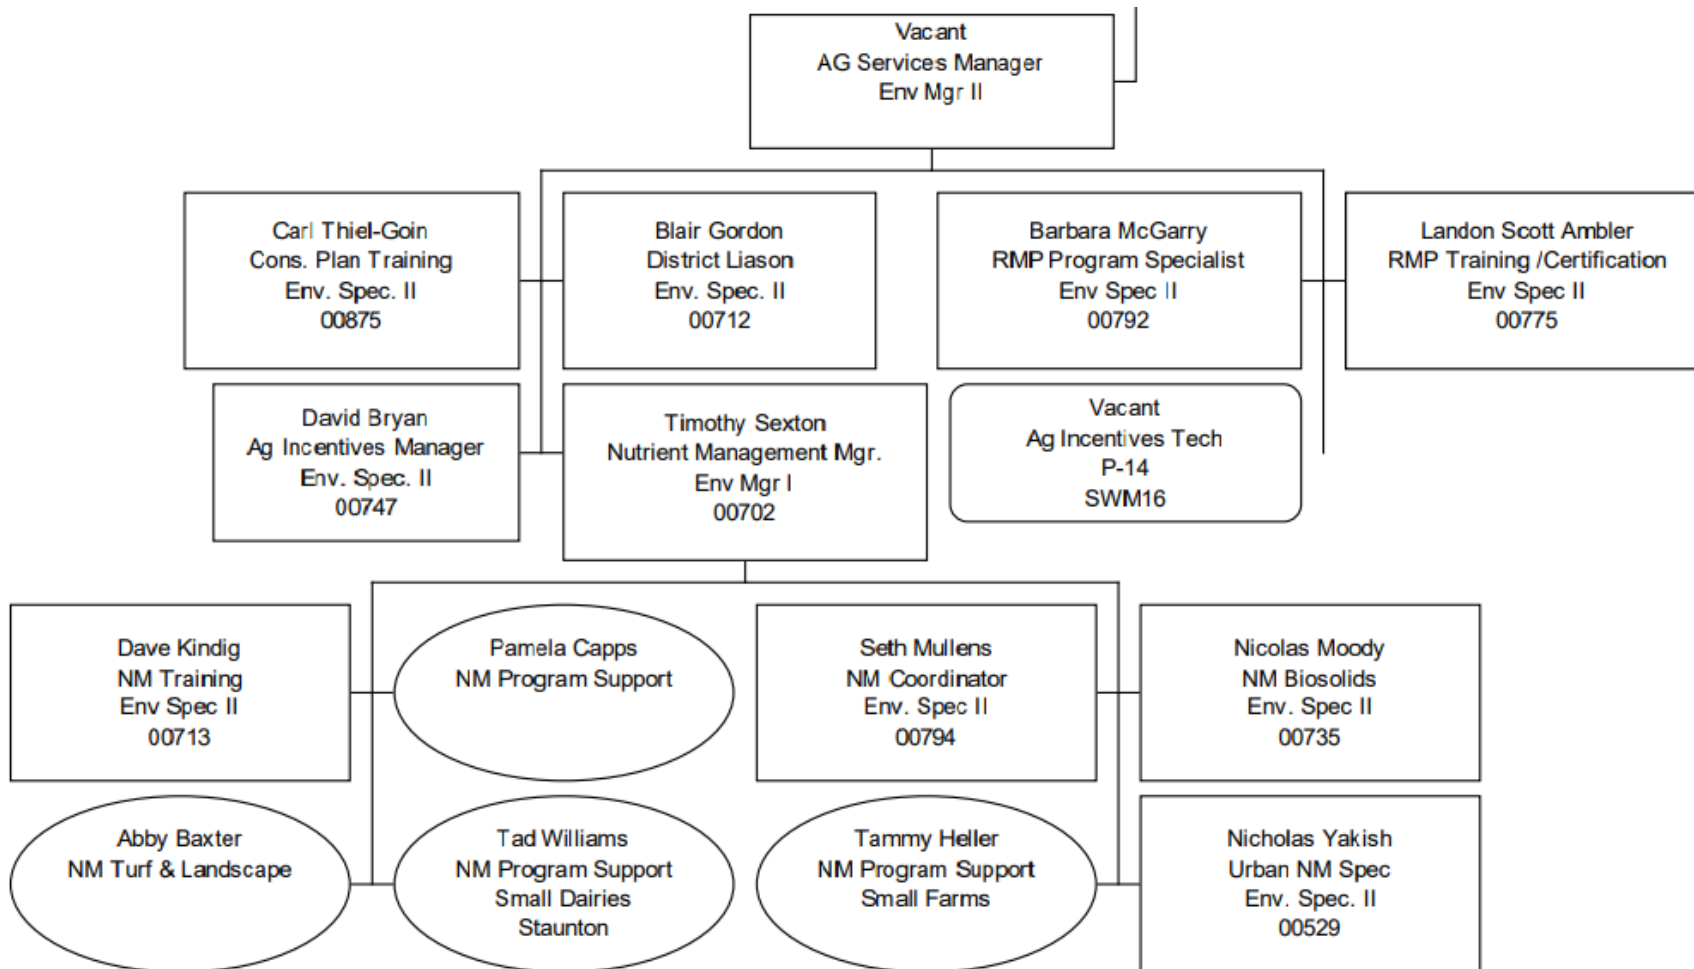 Vacant
AG Services Manager
Env Mgr II
Carl Thiel-Goin
Cons. Plan Training
Env. Spec. II
00875
Blair Gordon
District Liason
Env. Spec. II
00712
Barbara McGarry
RMP Program Specialist
Env Spec II
00792
Landon Scott Ambler
RMP Training /Certification
Env Spec II
00775
David Bryan
Ag Incentives Manager
Env. Spec. II
00747
Timothy Sexton
Nutrient Management Mgr.
Env Mgr I
00702
Vacant
Ag Incentives Tech
P-14
SWM16
Dave Kindig
NM Training
Env Spec II
00713
Pamela Capps
NM Program Support
Seth Mullens
NM Coordinator
Env. Spec II
00794
Nicolas Moody
NM Biosolids
Env. Spec II
00735
Abby Baxter
NM Turf & Landscape
Tad Williams
NM Program Support
Small Dairies
Staunton
Tammy Heller
NM Program Support
Small Farms
Nicholas Yakish
Urban NM Spec
Env. Spec. II
00529